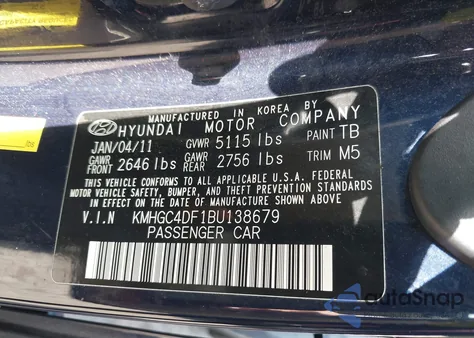 MANUFACTURED IN KOREA BY
HYUNDAI MOTOR COMPANY
JAN/04/11 GVWR 5115 lbs PAINT TB
GAWR 2646 lbs GAWR 2756 lbs TRIM M5
THIS VEHICLE CONFORMS TO ALL APPLICABLE U.S.A. FEDERAL
MOTOR VEHICLE SAFETY, BUMPER, AND THEFT PREVENTION STANDARDS
IN EFFECT ON THE DATE OF MANUFACTURE SHOWN ABOVE.
V.I.N KMHGC4DF1BU138679
PASSENGER CAR
autoSnap